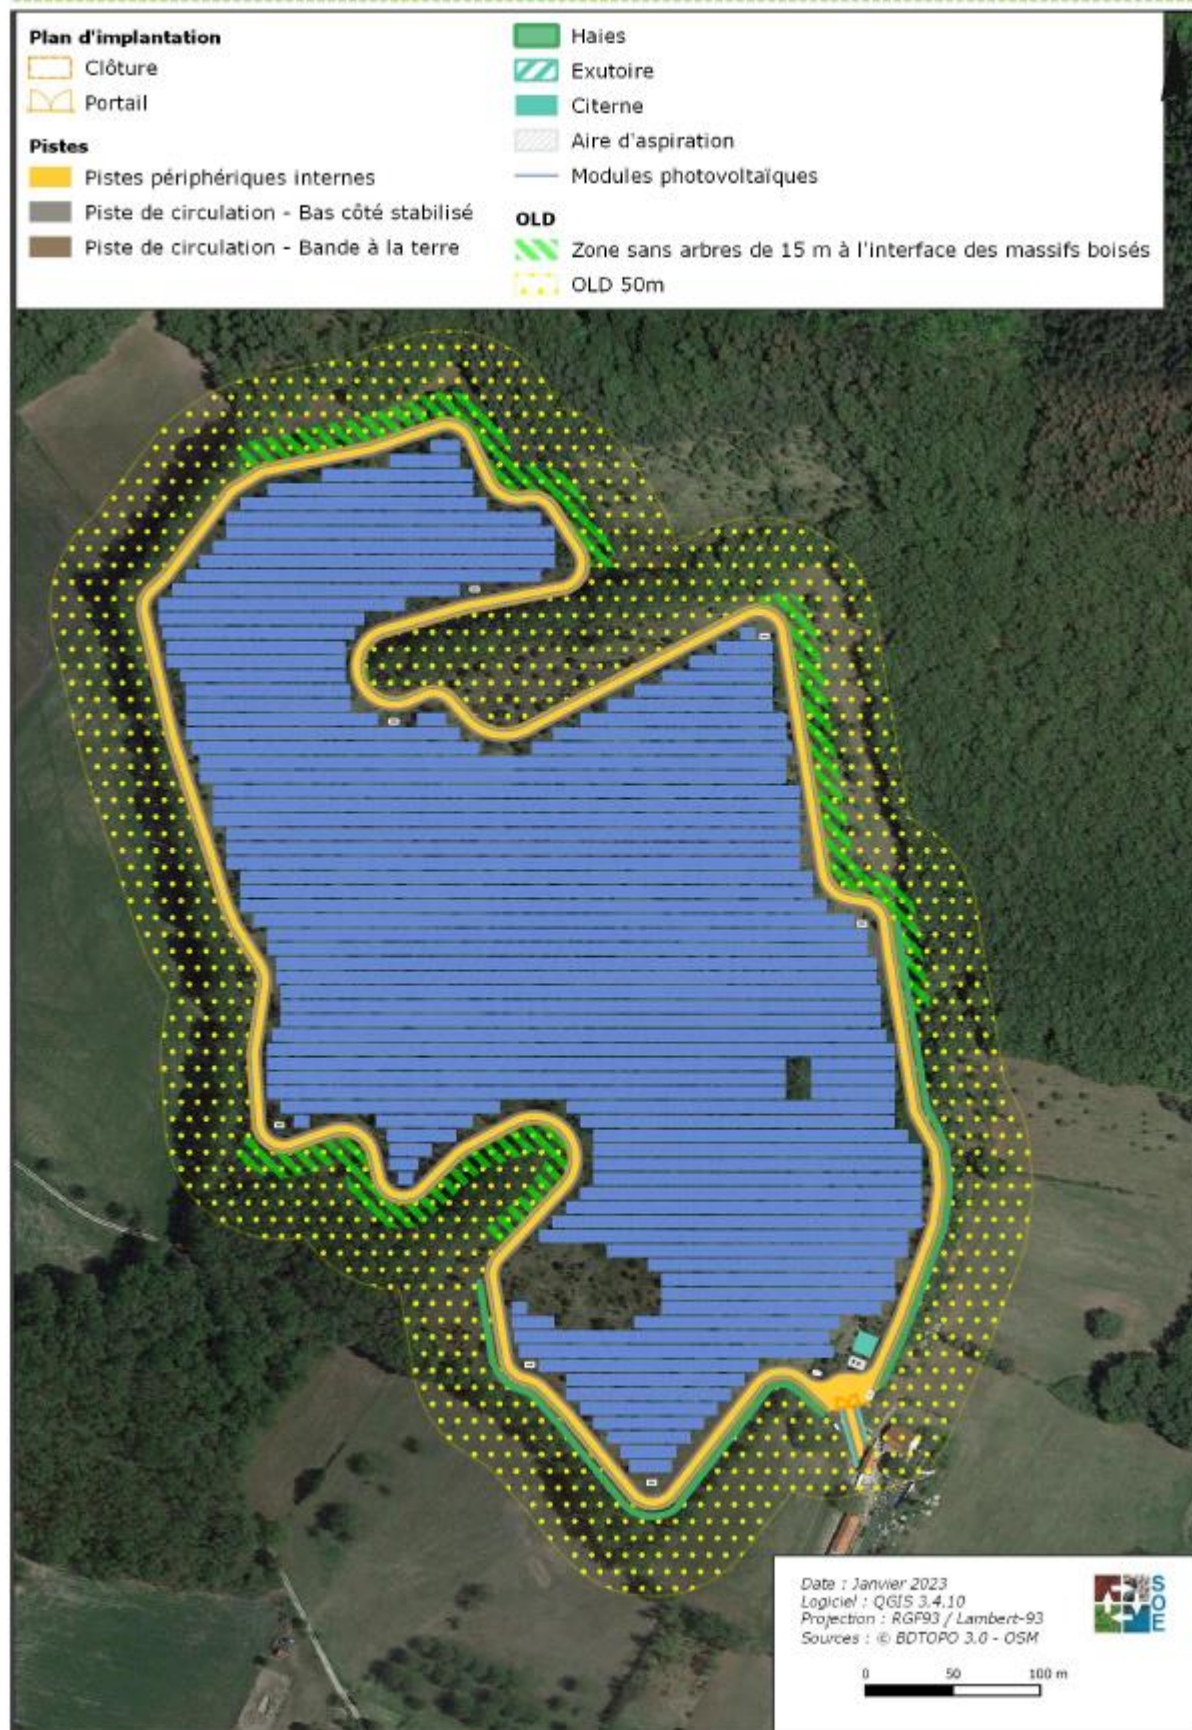 Plan d'implantation
Clôture
Portail
Pistes
Pistes périphériques internes
Piste de circulation - Bas côté stabilisé
Piste de circulation - Bande à la terre
Haies
Exutoire
Citerne
Aire d'aspiration
Modules photovoltaïques
OLD
Zone sans arbres de 15 m à l'interface des massifs boisés
OLD 50m
Date : Janvier 2023
Logiciel : QGIS 3.4.10
Projection : RGF93 / Lambert-93
Sources : © BDTOPO 3.0 - OSM
SOE
0 50 100 m